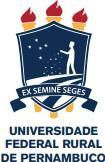 EX SEMINE SEGES
UNIVERSIDADE
FEDERAL RURAL
DE PERNAMBUCO